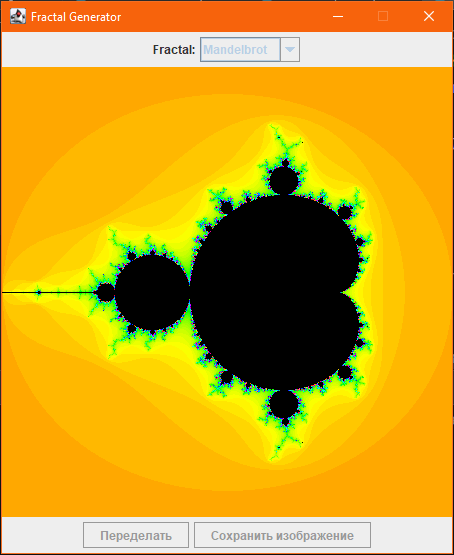 Fractal Generator
Fractal: Mandelbrot
Переделать Сохранить изображение